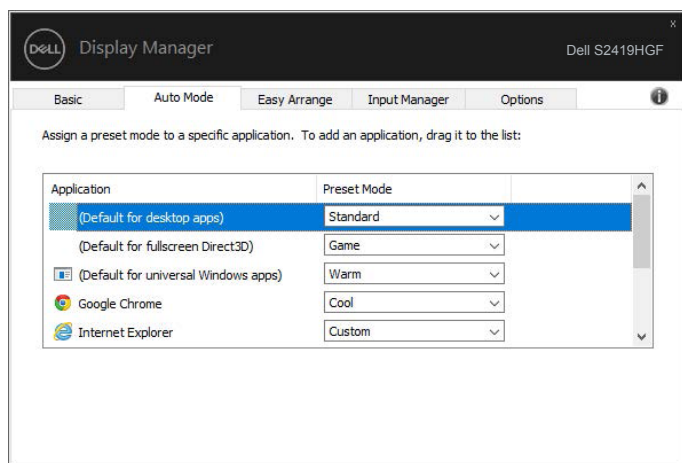 x
DELL Display Manager Dell S2419HGF
Basic Auto Mode Easy Arrange Input Manager Options
Assign a preset mode to a specific application. To add an application, drag it to the list:
Application Preset Mode
(Default for desktop apps) Standard
(Default for fullscreen Direct3D) Game
(Default for universal Windows apps) Warm
Google Chrome Cool
Internet Explorer Custom